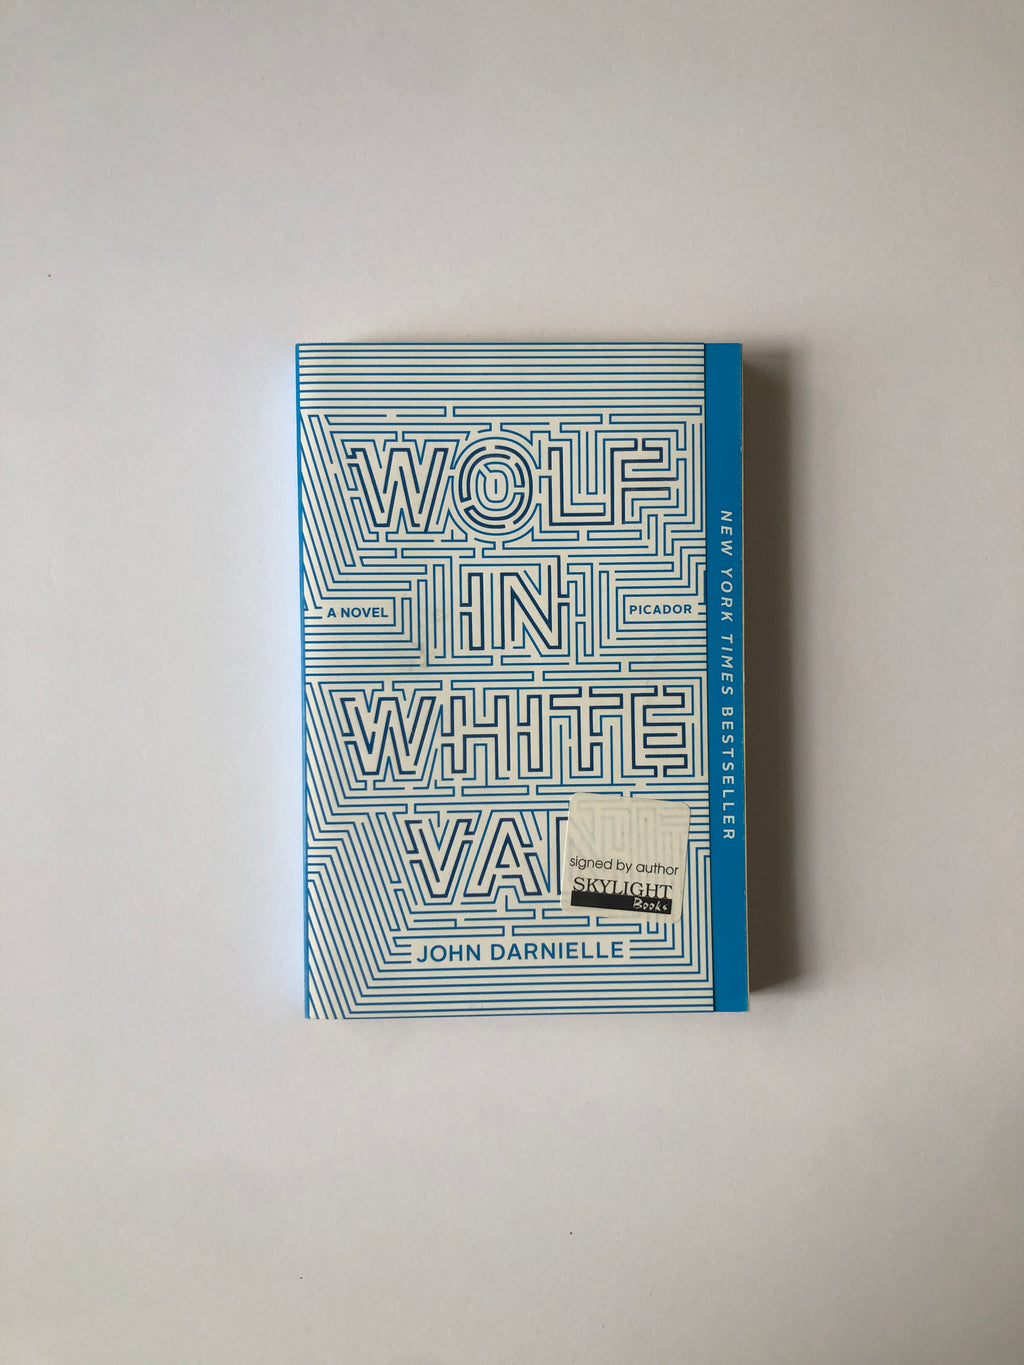 WOLF
IN
A NOVEL
PICADOR
WHITE
VAN
signed by author
SKYLIGHT
Books
JOHN DARNIELLE
NEW YORK TIMES BESTSELLER